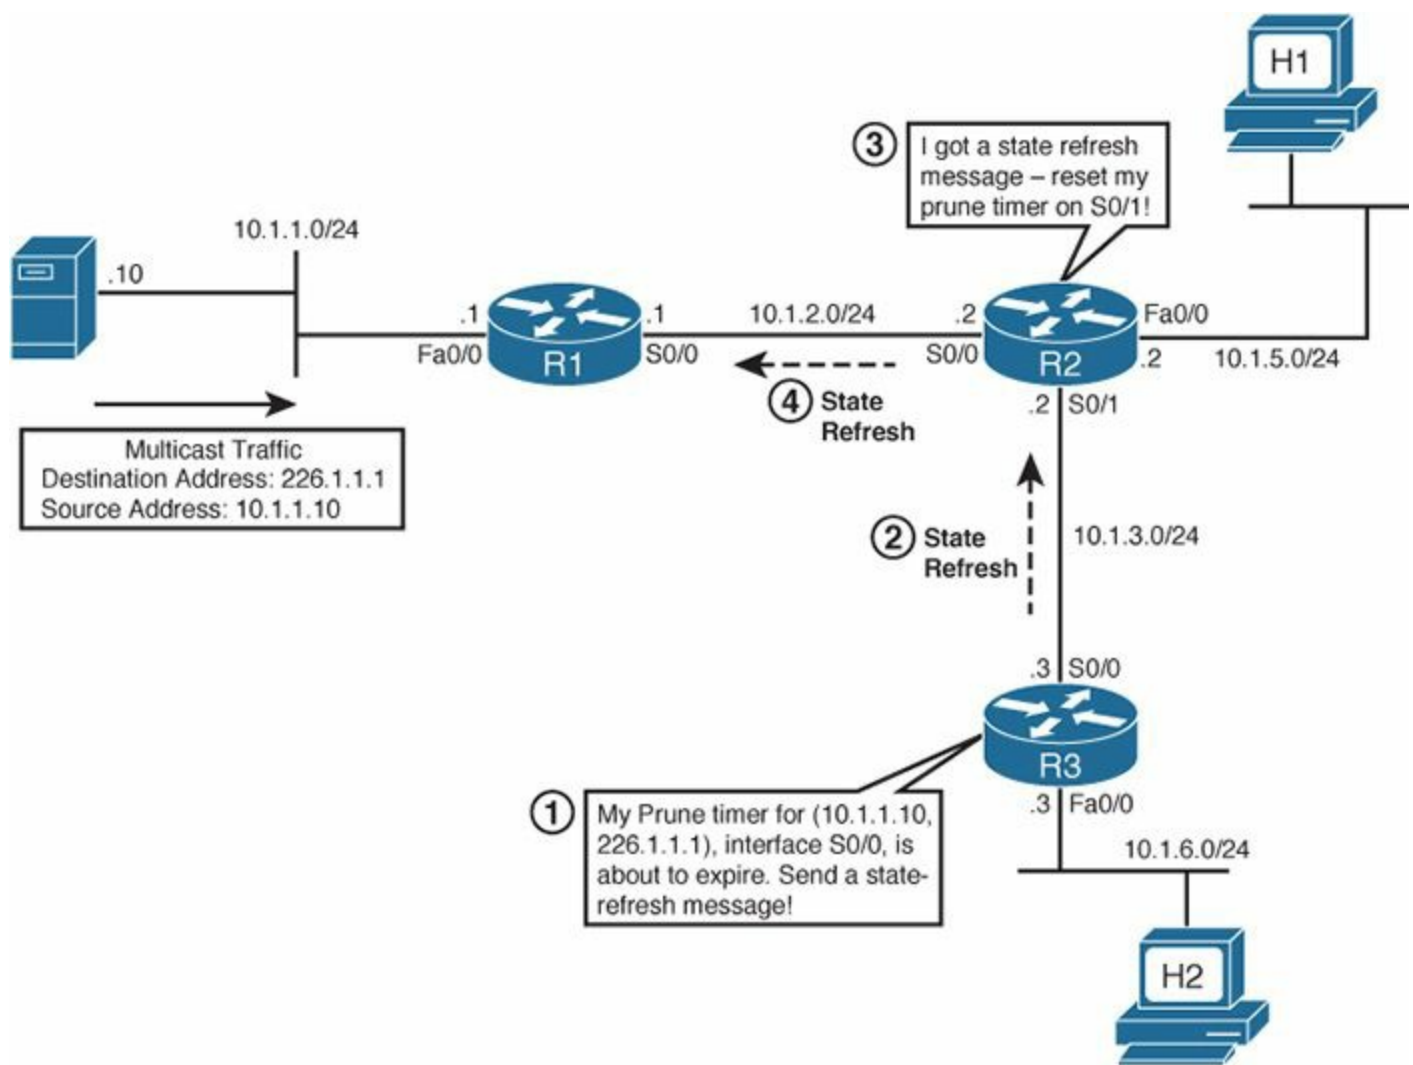 H1
3
I got a state refresh
message – reset my
prune timer on S0/1!
10.1.1.0/24
.10
.1
.1
10.1.2.0/24
.2
Fa0/0
Fa0/0
R1
S0/0
S0/0
R2
.2
10.1.5.0/24
4
State
Refresh
.2
S0/1
Multicast Traffic
Destination Address: 226.1.1.1
Source Address: 10.1.1.10
2
State
Refresh
10.1.3.0/24
.3
S0/0
R3
1
My Prune timer for (10.1.1.10,
226.1.1.1), interface S0/0, is
about to expire. Send a state-
refresh message!
.3
Fa0/0
10.1.6.0/24
H2